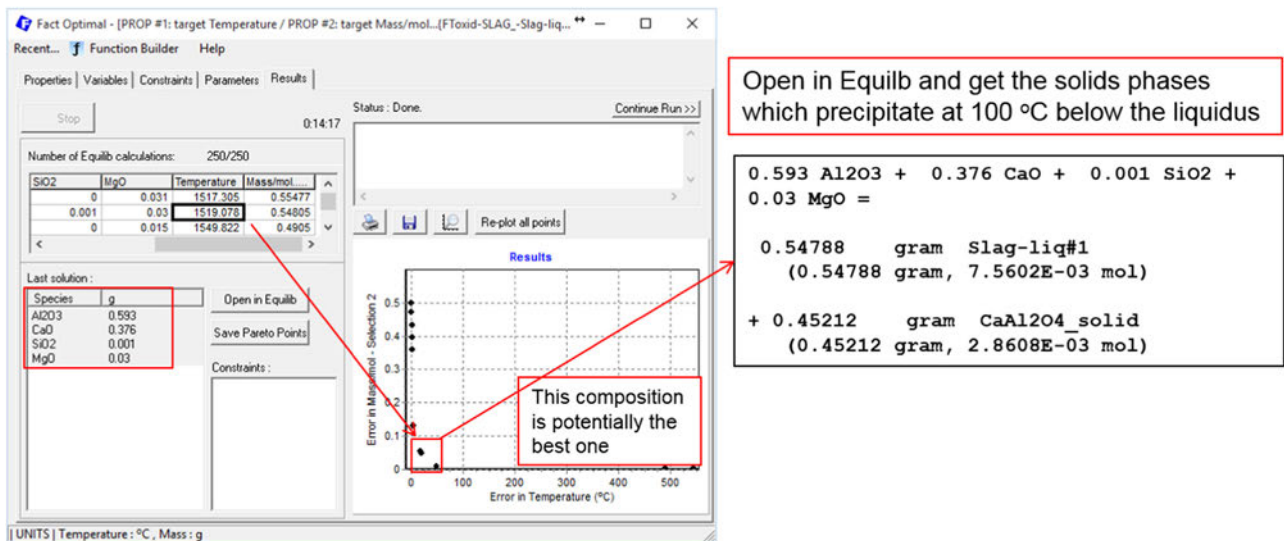 Fact Optimal - [PROP #1: target Temperature / PROP #2: target Mass/mol...(FToxid-SLAG_-Slag-liq...
Recent... Function Builder Help
Properties Variables Constraints Parameters Results
Stop
0:14:17
Number of Equilib calculations: 250/250
SiO2 MgO Temperature Mass/mol.....
0 0.031 1517.305 0.55477
0.001 0.03 1519.078 0.54805
0 0.015 1549.822 0.4905
Last solution :
Species g
Al2O3 0.593
CaO 0.376
SiO2 0.001
MgO 0.03
Open in Equilib
Save Pareto Points
Constraints :
Status : Done.
Continue Run >>
Re-plot all points
Results
Error in Mass/mol - Selection 2
0.5
0.4
0.3
0.2
0.1
0
0 100 200 300 400 500
Error in Temperature (ºC)
This composition
is potentially the
best one
| UNITS | Temperature : ºC , Mass : g
Open in Equilb and get the solids phases
which precipitate at 100 ºC below the liquidus
0.593 Al2O3 + 0.376 CaO + 0.001 SiO2 +
0.03 MgO =
0.54788 gram Slag-liq#1
(0.54788 gram, 7.5602E-03 mol)
+ 0.45212 gram CaAl2O4_solid
(0.45212 gram, 2.8608E-03 mol)